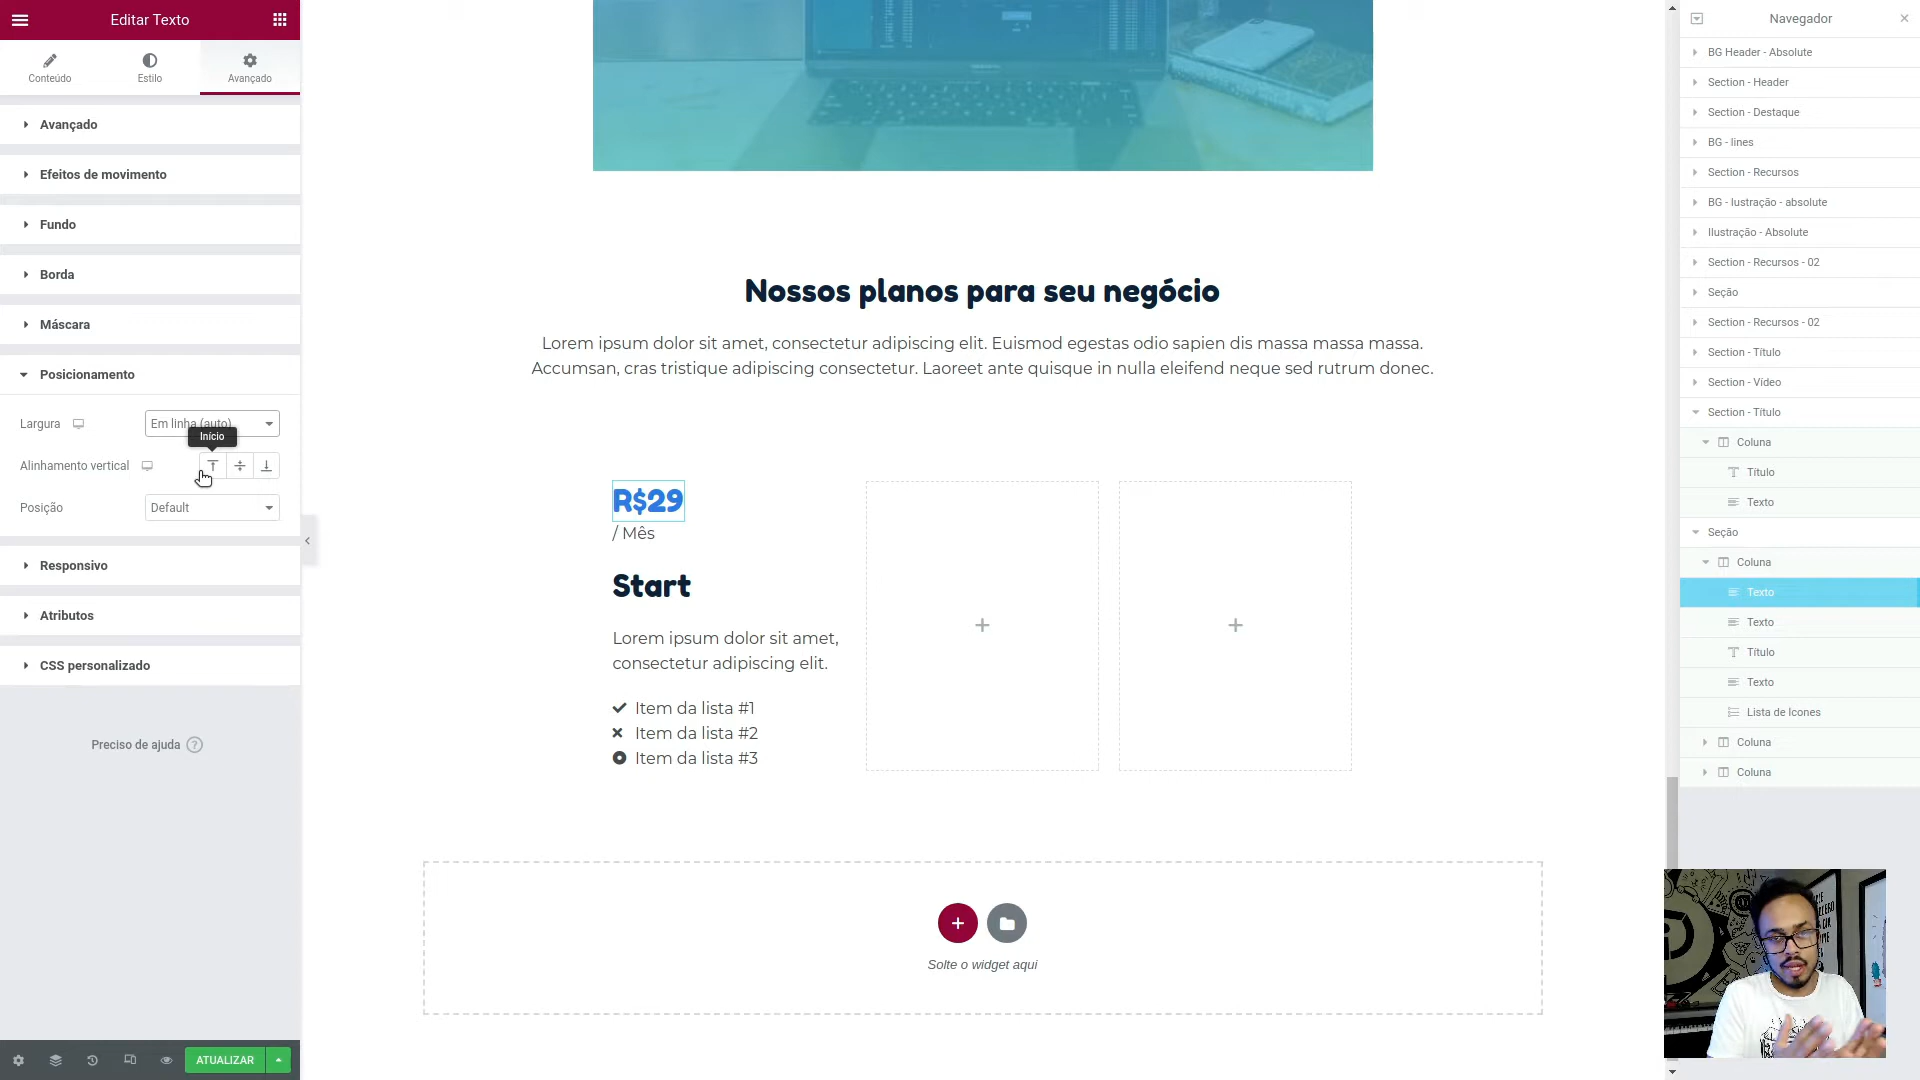 Editar Texto
Conteúdo
Estilo
Avançado
Avançado
Efeitos de movimento
Fundo
Borda
Máscara
Posicionamento
Largura
Em linha (auto)
Início
Alinhamento vertical
Posição
Default
Responsivo
Atributos
CSS personalizado
Preciso de ajuda
ATUALIZAR
Nossos planos para seu negócio
Lorem ipsum dolor sit amet, consectetur adipiscing elit. Euismod egestas odio sapien dis massa massa massa.
Accumsan, cras tristique adipiscing consectetur. Laoreet ante quisque in nulla eleifend neque sed rutrum donec.
R$29
/ Mês
Start
Lorem ipsum dolor sit amet,
consectetur adipiscing elit.
Item da lista #1
Item da lista #2
Item da lista #3
Solte o widget aqui
Navegador
BG Header - Absolute
Section - Header
Section - Destaque
BG - lines
Section - Recursos
BG - lustração - absolute
Ilustração - Absolute
Section - Recursos - 02
Seção
Section - Recursos - 02
Section - Título
Section - Vídeo
Section - Título
Coluna
Título
Texto
Seção
Coluna
Texto
Texto
Título
Texto
Lista de Icones
Coluna
Coluna